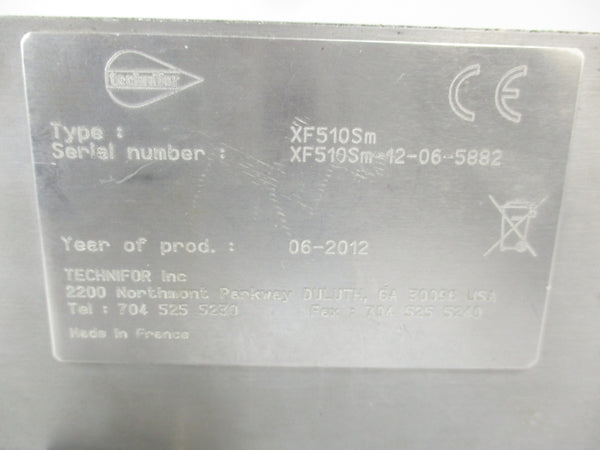 technifor
CE
Type : XF510Sm
Serial number : XF510Sm-12-06-5882
Year of prod. : 06-2012
TECHNIFOR Inc
2200 Northmont Parkway DULUTH, GA 30096 USA
Tel : 704 525 5230 Fax : 704 525 5240
Made in France